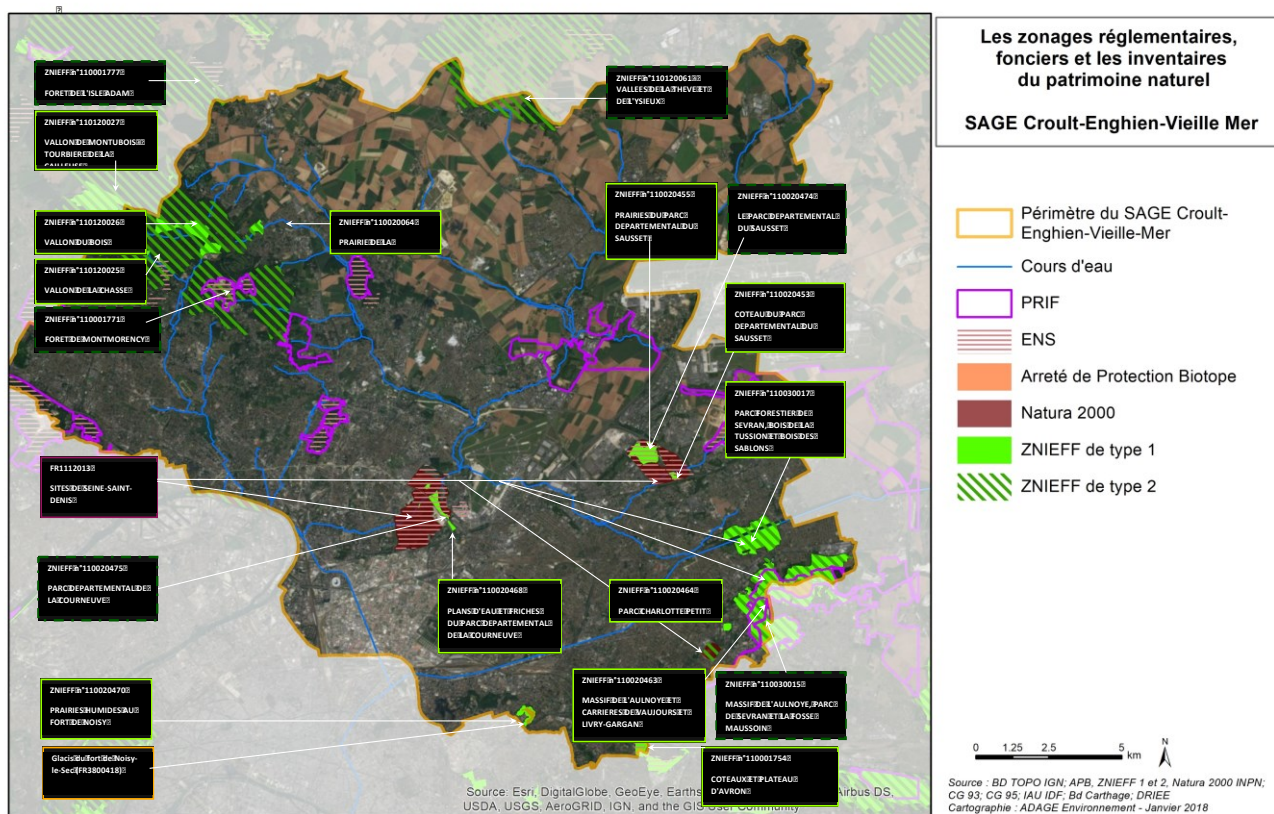 Les zonages réglementaires,
fonciers et les inventaires
du patrimoine naturel
SAGE Croult-Enghien-Vieille Mer
Périmètre du SAGE Croult-
Enghien-Vieille-Mer
Cours d'eau
PRIF
ENS
Arreté de Protection Biotope
Natura 2000
ZNIEFF de type 1
ZNIEFF de type 2
0 1.25 2.5 5
km
N
Source : BD TOPO IGN; APB, ZNIEFF 1 et 2, Natura 2000 INPN;
CG 93; CG 95; IAU IDF; Bd Carthage; DRIEE
Cartographie : ADAGE Environnement - Janvier 2018
ZNIEFF n°110001777
FORET DE L'ISLE ADAM
ZNIEFF n°110120027
VALLON DE MONTUBOIS
TOURBIERE DE LA
CAILLEUSE
ZNIEFF n°110120026
VALLON DU BOIS
ZNIEFF n°110120025
VALLON DE LA CHASSE
ZNIEFF n°110001771
FORET DE MONTMORENCY
ZNIEFF n°110020064
PRAIRIE DE LA
ZNIEFF n°110120061
VALLEES DE LA THEVE ET
DE L'YSIEUX
ZNIEFF n°110020455
PRAIRIES DU PARC
DEPARTEMENTAL DU
SAUSSET
ZNIEFF n°110020474
LE PARC DEPARTEMENTAL
DU SAUSSET
ZNIEFF n°110020453
COTEAU DU PARC
DEPARTEMENTAL DU
SAUSSET
ZNIEFF n°110030017
PARC FORESTIER DE
SEVRAN, BOIS DE LA
TUSSION ET BOIS DES
SABLONS
FR1112013
SITES DE SEINE-SAINT-
DENIS
ZNIEFF n°110020475
PARC DEPARTEMENTAL DE
LA COURNEUVE
ZNIEFF n°110020468
PLANS D'EAU ET FRICHES
DU PARC DEPARTEMENTAL
DE LA COURNEUVE
ZNIEFF n°110020464
PARC CHARLOTTE PETIT
ZNIEFF n°110020470
PRAIRIES HUMIDES AU
FORT DE NOISY
Glacis du fort de Noisy-
le-Sec (FR3800418)
ZNIEFF n°110020463
MASSIF DE L'AULNOYE ET
CARRIERES DE VAUJOURS ET
LIVRY-GARGAN
ZNIEFF n°110030015
MASSIF DE L'AULNOYE, PARC
DE SEVRAN ET LA FOSSE
MAUSSOIN
ZNIEFF n°110001754
COTEAUX ET PLATEAU
D'AVRON
Source: Esri, DigitalGlobe, GeoEye, Earths Airbus DS,
USDA, USGS, AeroGRID, IGN, and the GIS User Community